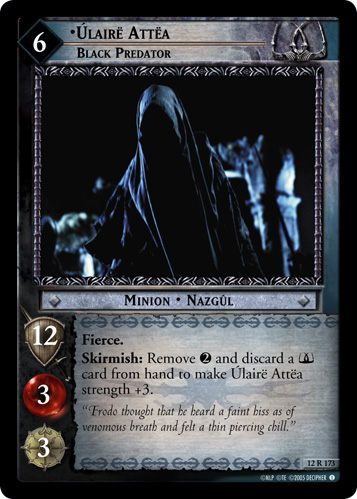 6
•Úlairë Attëa
Black Predator
Minion • Nazgûl
12
Fierce.
Skirmish: Remove 2 and discard a
card from hand to make Úlairë Attëa
strength +3.
3
“Frodo thought that he heard a faint hiss as of
venomous breath and felt a thin piercing chill.”
3
12 R 173
©NLP ©TE ©2005 DECIPHER